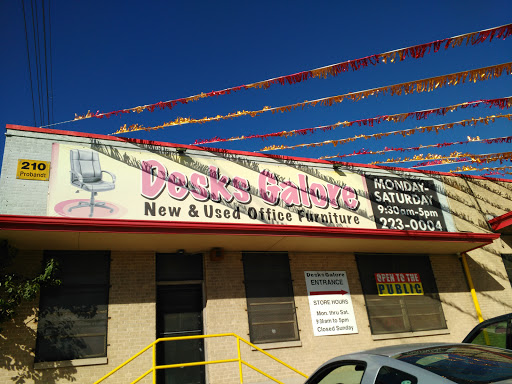 210
Probandt
Desks Galore
New & Used Office Furniture
MONDAY-
SATURDAY
9:30am-5pm
223-0004
Desks Galore
ENTRANCE
STORE HOURS
Mon. thru Sat.
9:30am to 5pm
Closed Sunday
OPEN TO THE
PUBLIC